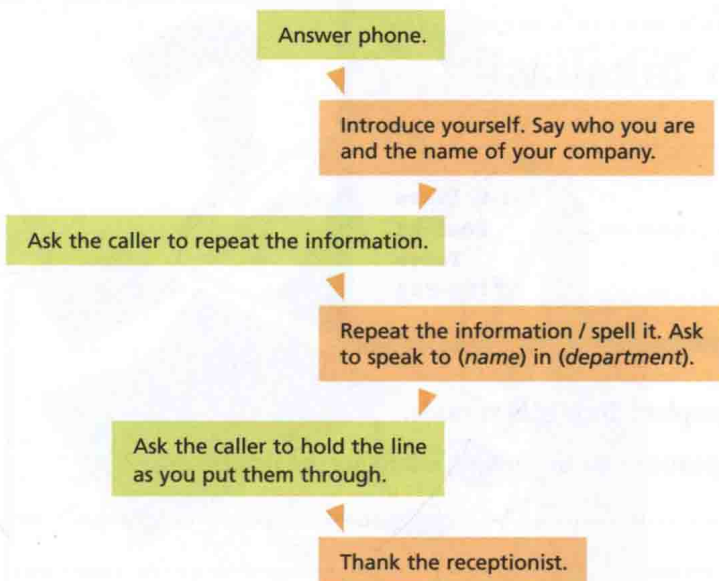 Answer phone.
Introduce yourself. Say who you are
and the name of your company.
Ask the caller to repeat the information.
Repeat the information / spell it. Ask
to speak to (name) in (department).
Ask the caller to hold the line
as you put them through.
Thank the receptionist.